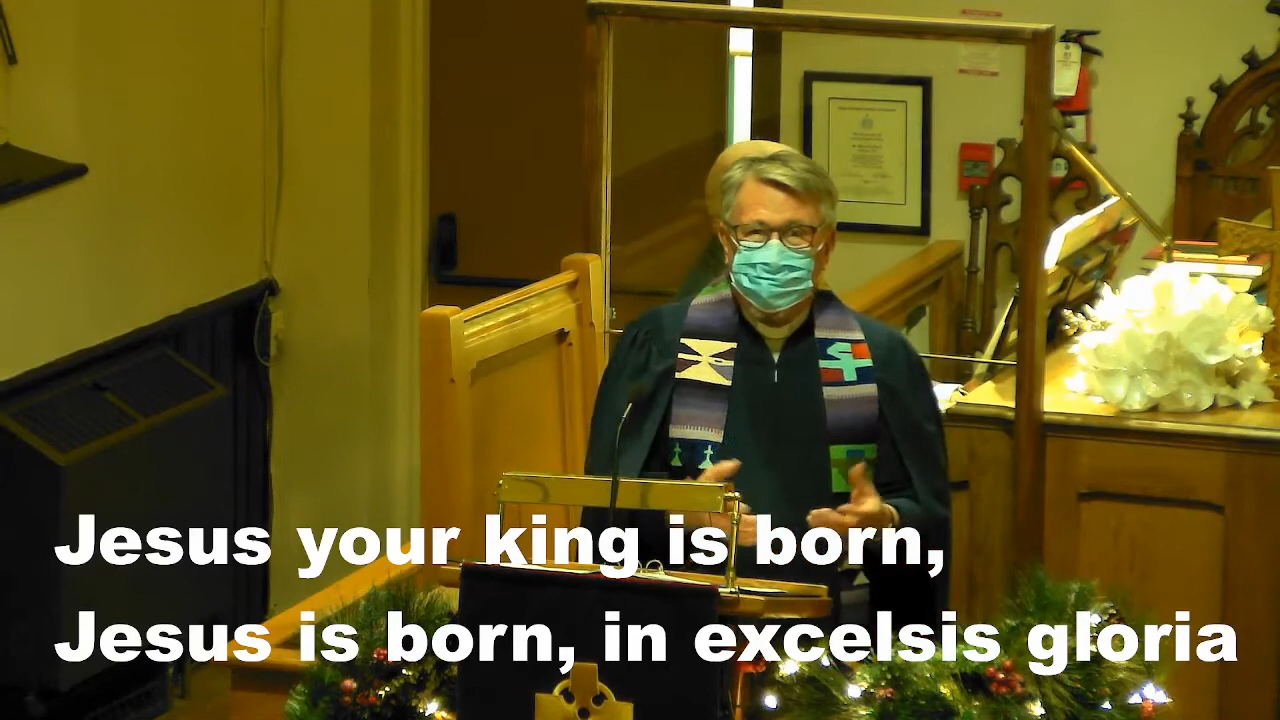 Jesus your king is born,
Jesus is born, in excelsis gloria